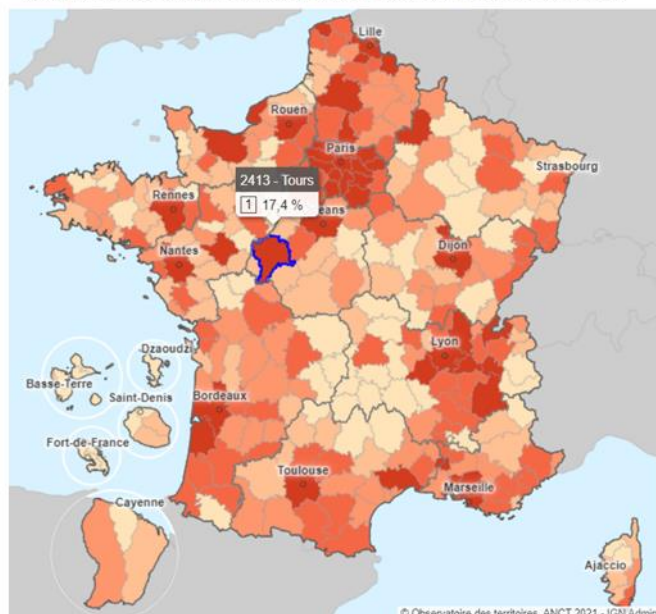 Lille
Rouen
Paris
Strasbourg
2413 - Tours
1 17,4 %
Rennes
éans
Nantes
Dijon
Lyon
Dzaoudzi
Basse-Terre
Saint-Denis
Bordeaux
Fort-de-France
Toulouse
Marseille
Cayenne
Ajaccio
© Observatoire des territoires, ANCT 2021 - IGN Admin